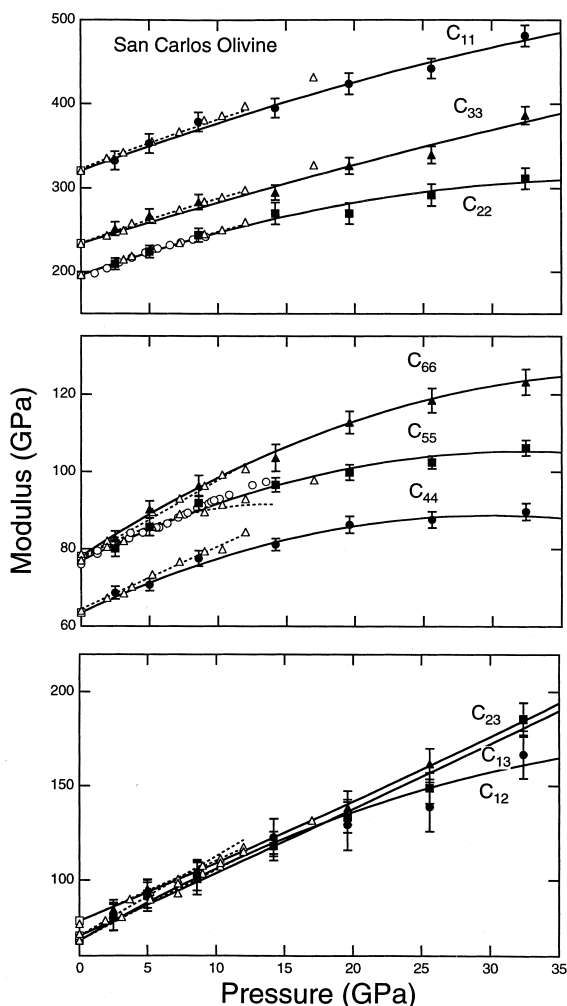 San Carlos Olivine
C11
C33
C22
500
400
300
200
C66
C55
C44
120
100
80
60
Modulus (GPa)
C23
C13
C12
200
150
100
0
5
10
15
20
25
30
35
Pressure (GPa)